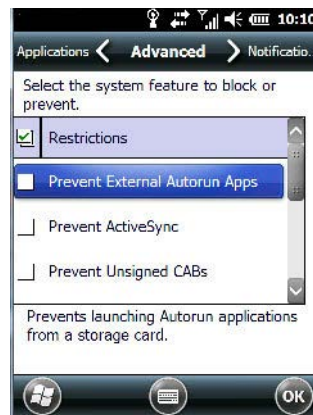 10:10
Applications Advanced Notificatio.
Select the system feature to block or
prevent.
Restrictions
Prevent External Autorun Apps
Prevent ActiveSync
Prevent Unsigned CABs
Prevents launching Autorun applications
from a storage card.
OK